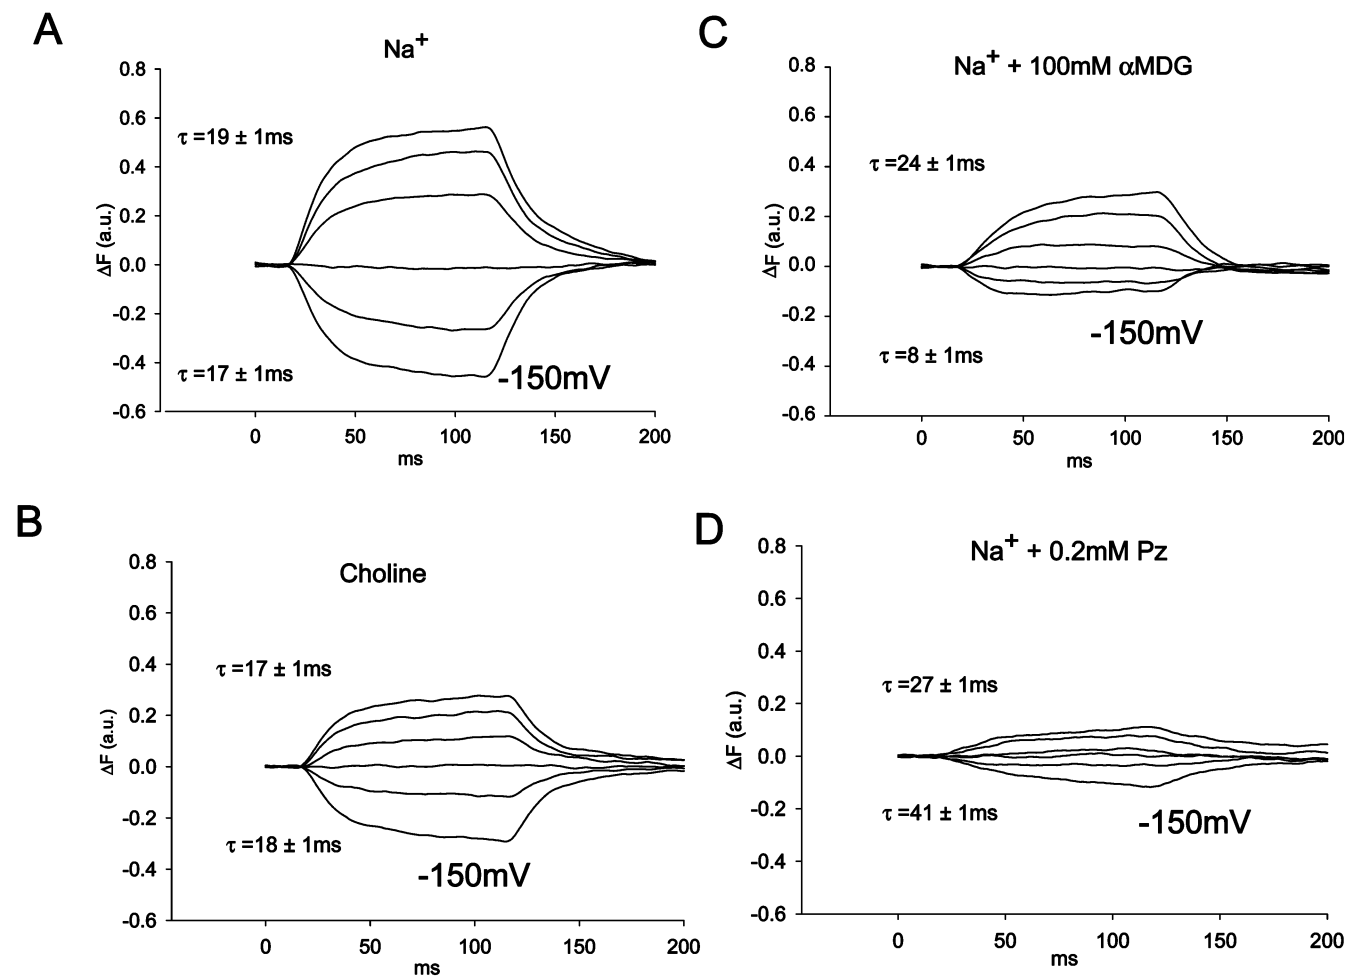 A
Na+
0.8
0.6
τ =19 ± 1ms
0.4
0.2
0.0
ΔF (a.u.)
-0.2
-0.4
τ =17 ± 1ms
-150mV
-0.6
0 50 100 150 200
ms
C
Na+ + 100mM αMDG
0.8
0.6
0.4
τ =24 ± 1ms
0.2
0.0
ΔF (a.u.)
-0.2
-150mV
τ =8 ± 1ms
-0.4
-0.6
0 50 100 150 200
ms
B
Choline
0.8
0.6
0.4
τ =17 ± 1ms
0.2
0.0
ΔF (a.u.)
-0.2
τ =18 ± 1ms
-0.4
-150mV
-0.6
0 50 100 150 200
ms
D
Na+ + 0.2mM Pz
0.8
0.6
0.4
τ =27 ± 1ms
0.2
0.0
ΔF (a.u.)
-0.2
τ =41 ± 1ms
-150mV
-0.4
-0.6
0 50 100 150 200
ms